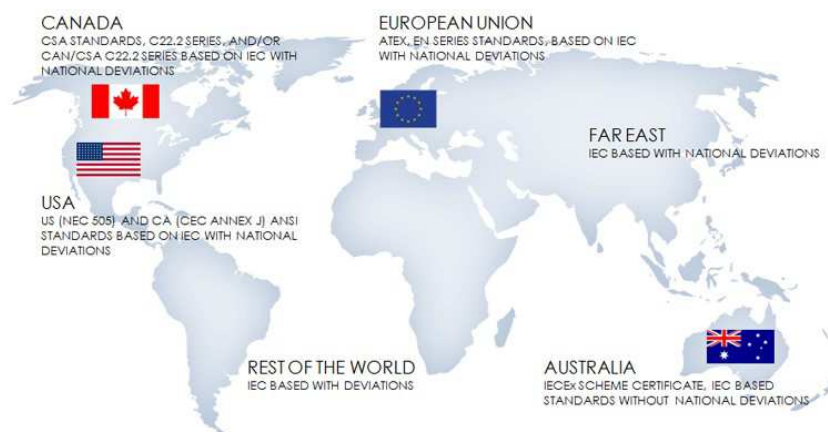 CANADA
CSA STANDARDS, C22.2 SERIES, AND/OR
CAN/CSA C22.2 SERIES BASED ON IEC WITH
NATIONAL DEVIATIONS
EUROPEAN UNION
ATEX, EN SERIES STANDARDS, BASED ON IEC
WITH NATIONAL DEVIATIONS
FAR EAST
IEC BASED WITH NATIONAL DEVIATIONS
USA
US (NEC 505) AND CA (CEC ANNEX J) ANSI
STANDARDS BASED ON IEC WITH NATIONAL
DEVIATIONS
REST OF THE WORLD
IEC BASED WITH DEVIATIONS
AUSTRALIA
IECEx SCHEME CERTIFICATE, IEC BASED
STANDARDS WITHOUT NATIONAL DEVIATIONS